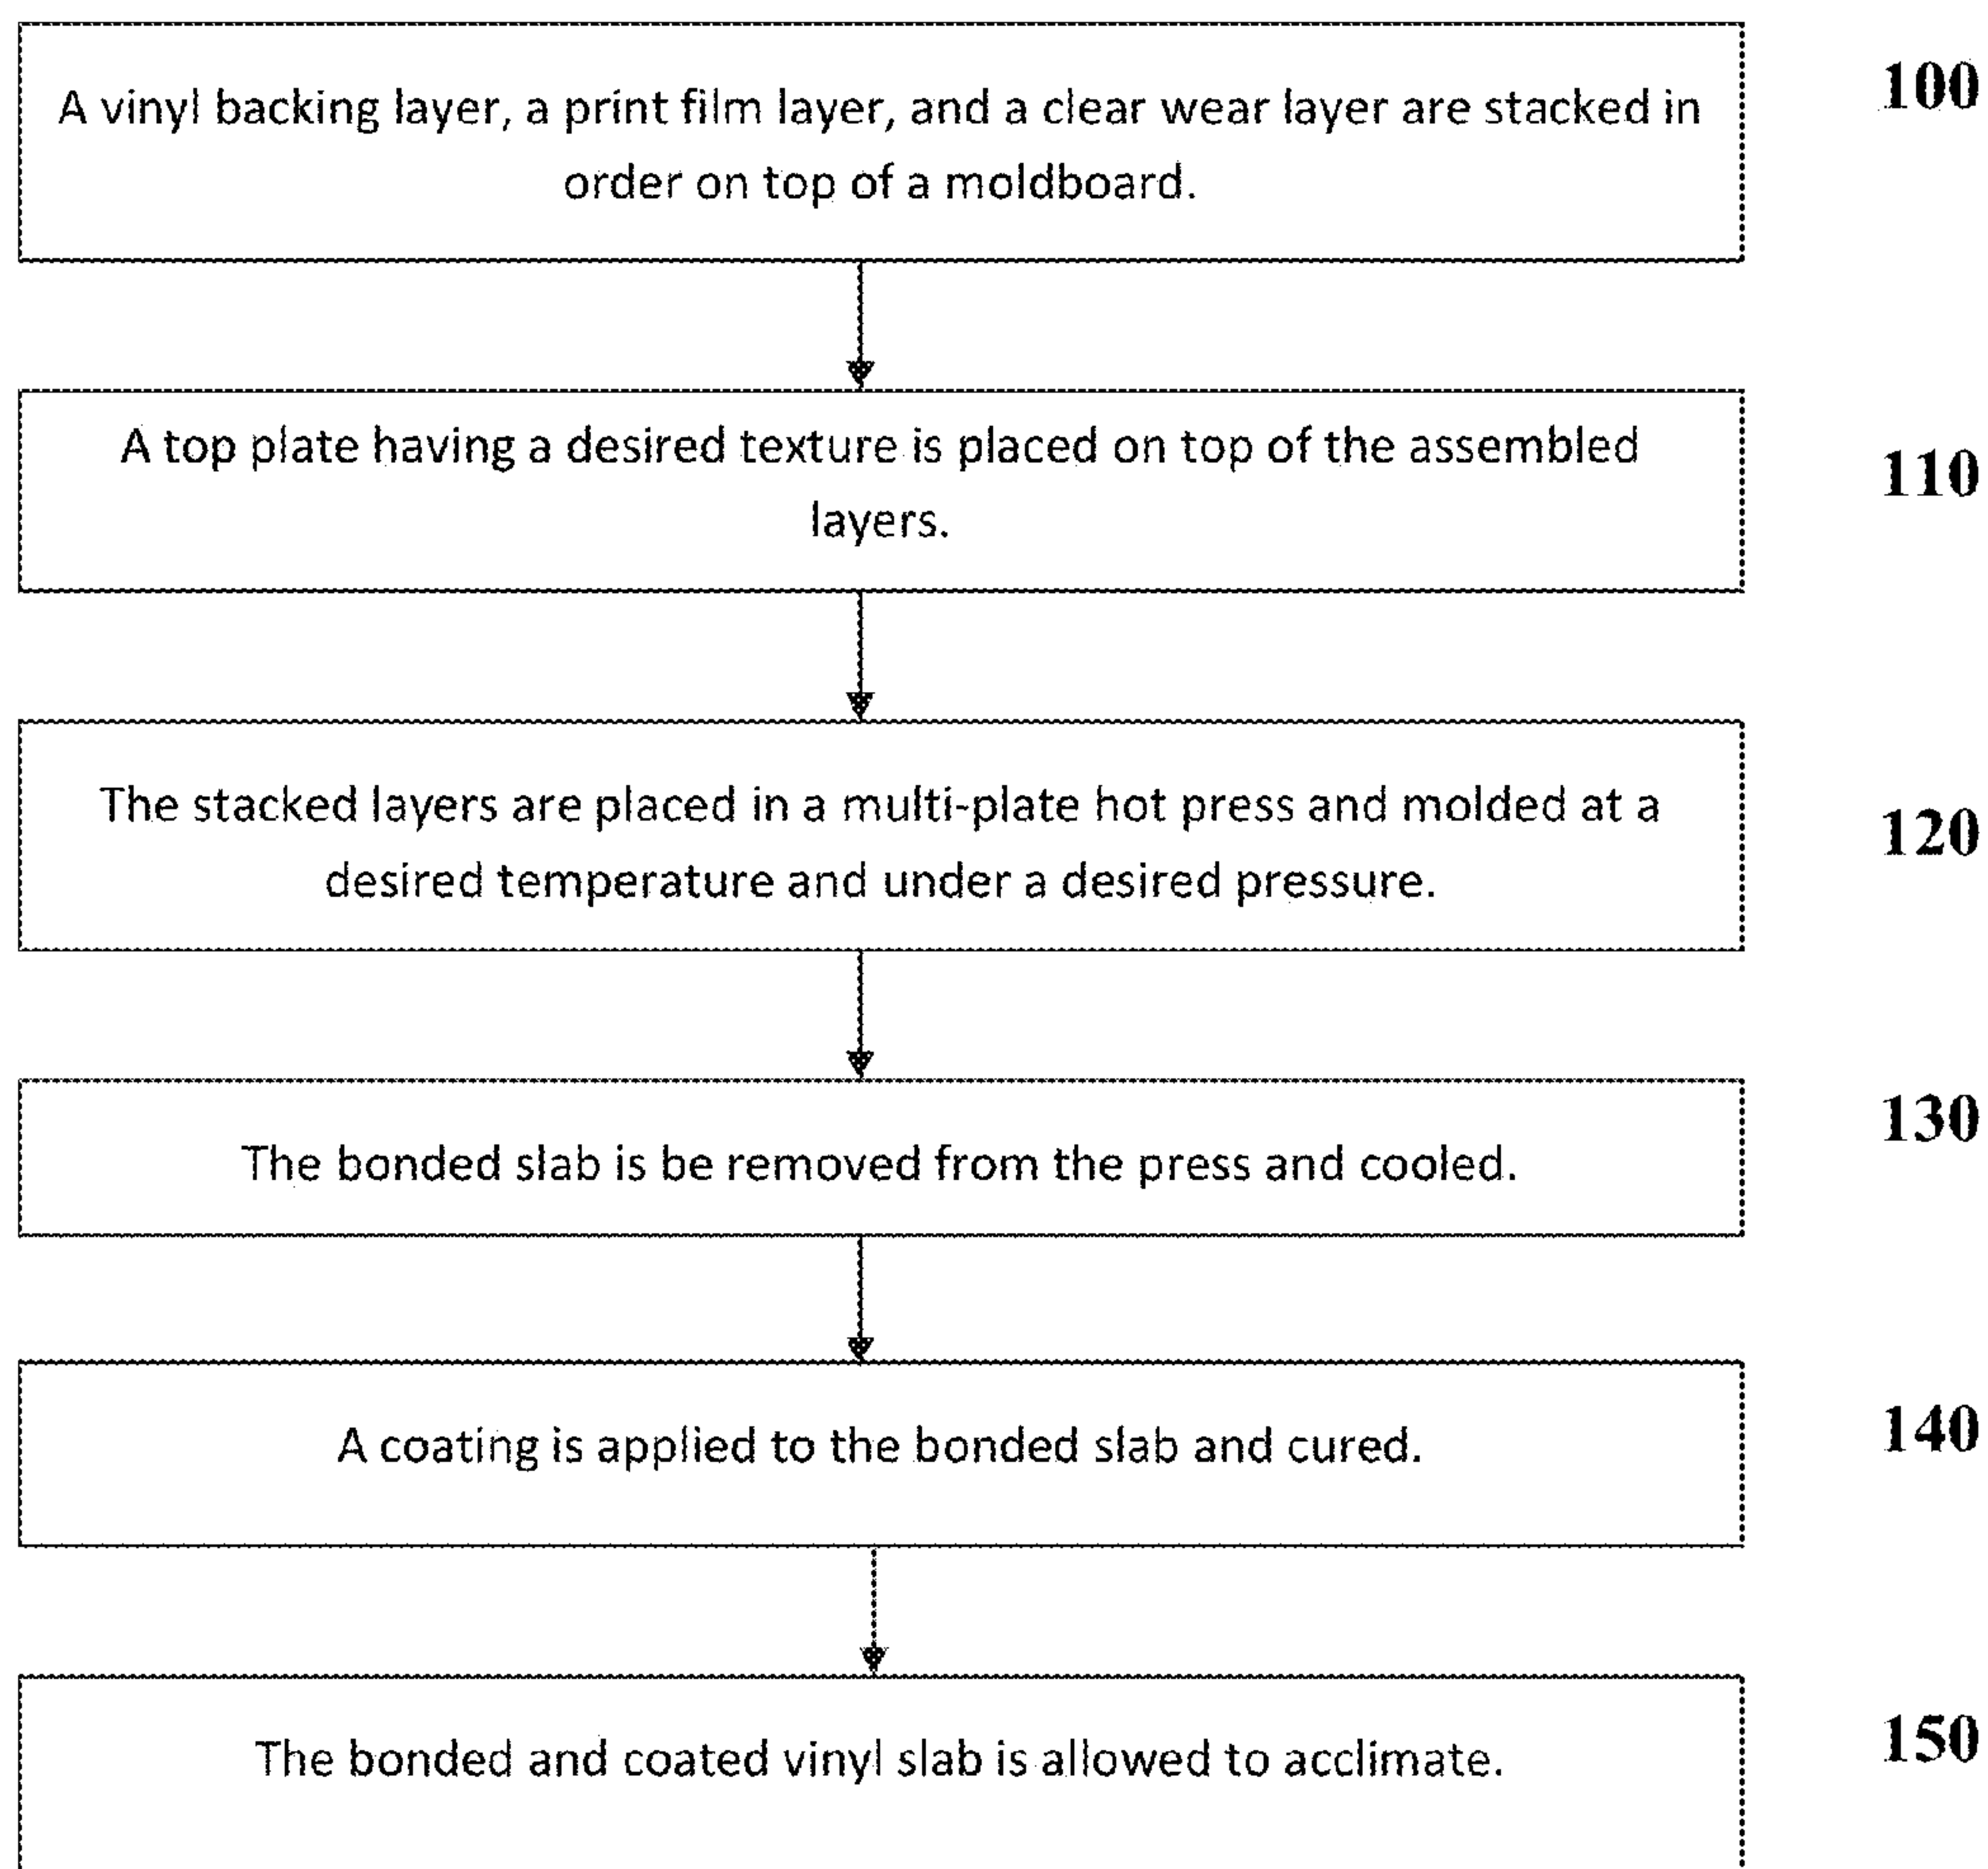 A vinyl backing layer, a print film layer, and a clear wear layer are stacked in
order on top of a moldboard.
100
A top plate having a desired texture is placed on top of the assembled
layers.
110
The stacked layers are placed in a multi-plate hot press and molded at a
desired temperature and under a desired pressure.
120
The bonded slab is be removed from the press and cooled.
130
A coating is applied to the bonded slab and cured.
140
The bonded and coated vinyl slab is allowed to acclimate.
150